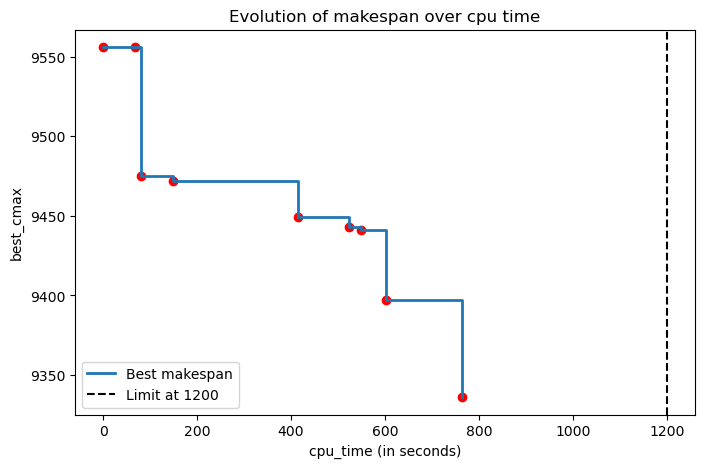 Evolution of makespan over cpu time
best_cmax
9550
9500
9450
9400
9350
Best makespan
Limit at 1200
0
200
400
600
800
1000
1200
cpu_time (in seconds)